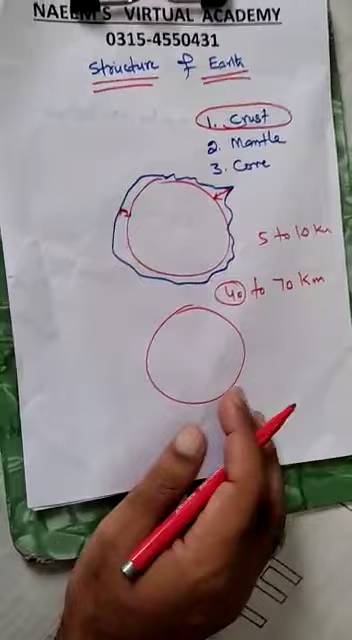 NAEEM'S VIRTUAL ACADEMY
0315-4550431
Structure of Earth
1. Crust
2. Mantle
3. Core
5 to 10 Km
40 to 70 Km